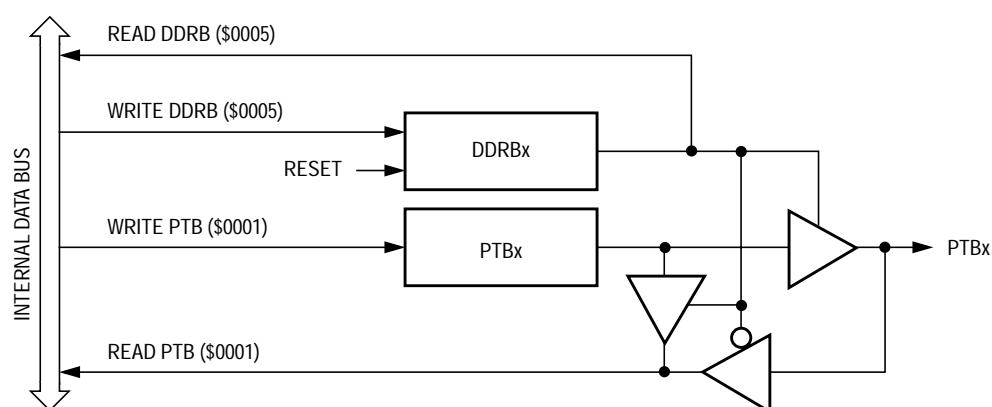 READ DDRB ($0005)
WRITE DDRB ($0005)
DDRBx
RESET
INTERNAL DATA BUS
WRITE PTB ($0001)
PTBx
PTBx
READ PTB ($0001)